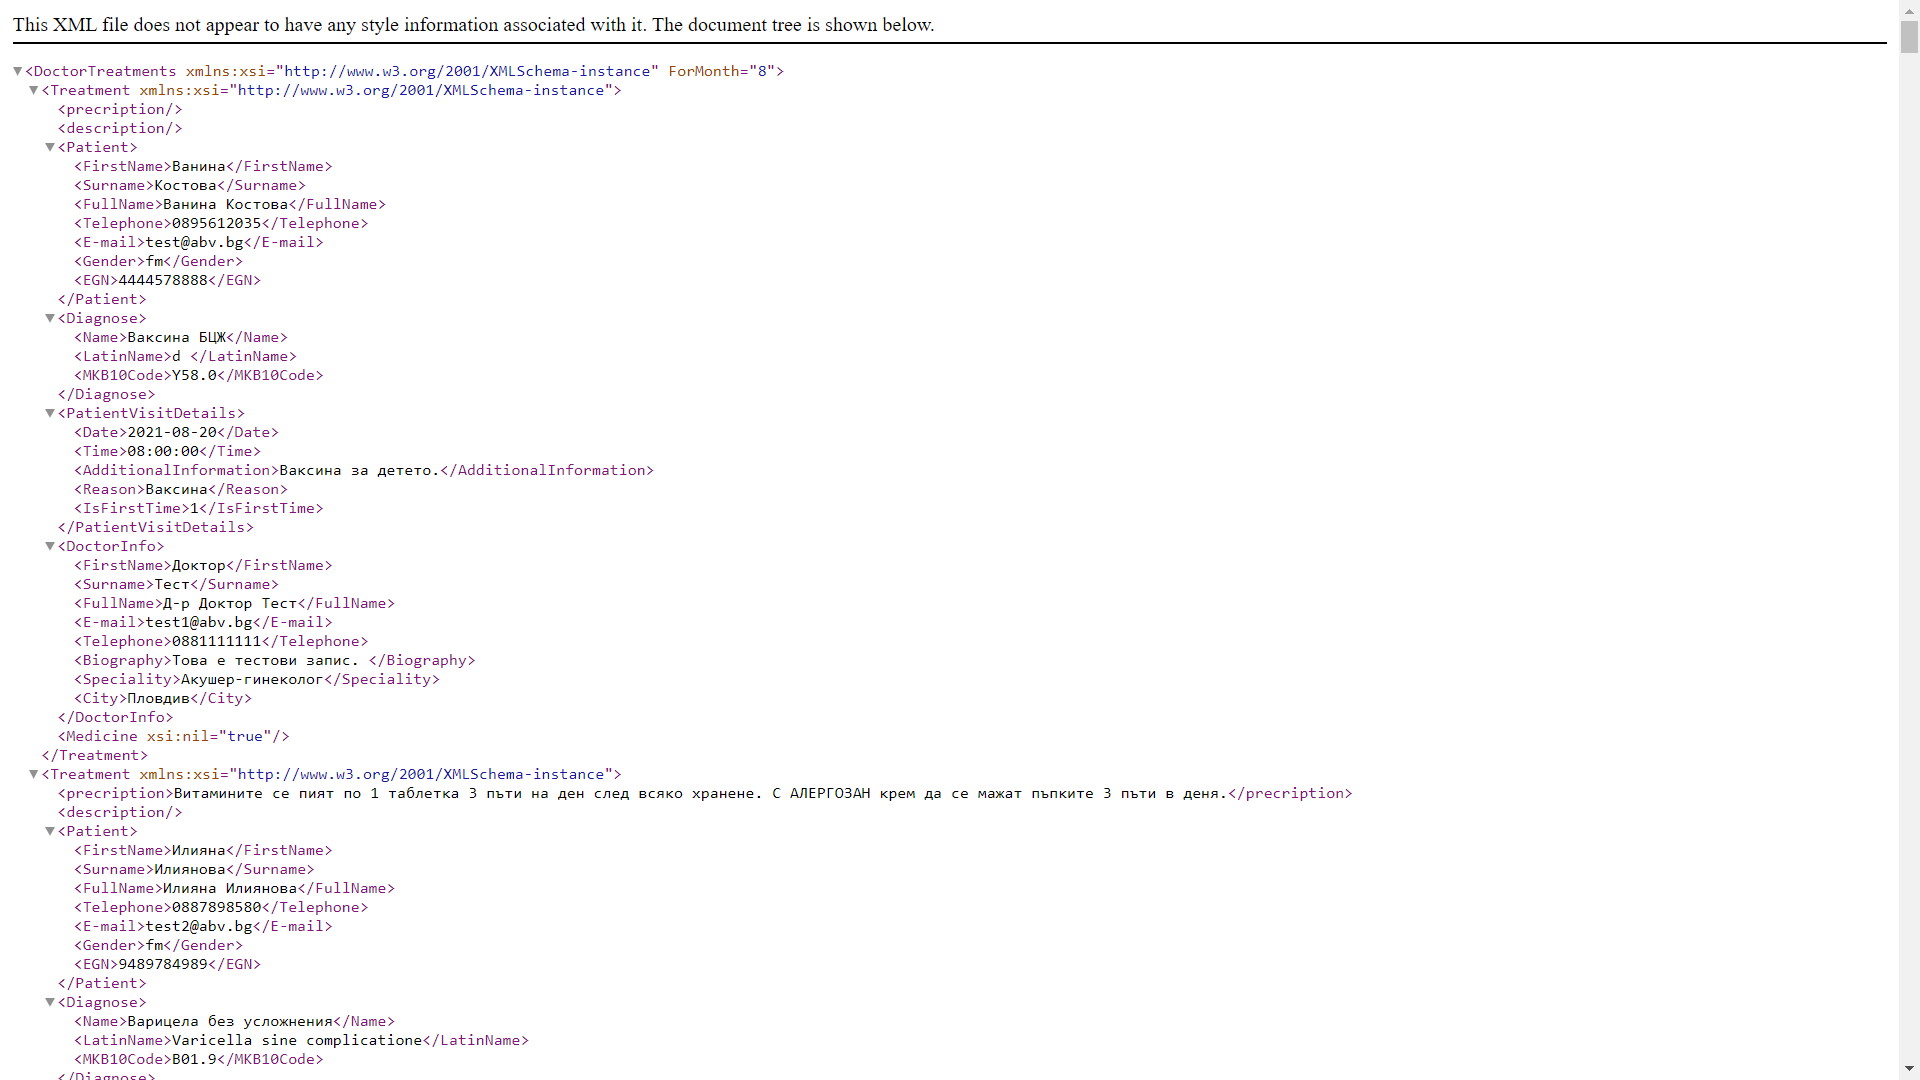 This XML file does not appear to have any style information associated with it. The document tree is shown below.
▼<DoctorTreatments xmlns:xsi="http://www.w3.org/2001/XMLSchema-instance" ForMonth="8">
▼<Treatment xmlns:xsi="http://www.w3.org/2001/XMLSchema-instance">
<precription/>
<description/>
▼<Patient>
<FirstName>Ванина</FirstName>
<Surname>Костова</Surname>
<FullName>Ванина Костова</FullName>
<Telephone>0895612035</Telephone>
<E-mail>test@abv.bg</E-mail>
<Gender>fm</Gender>
<EGN>4444578888</EGN>
</Patient>
▼<Diagnose>
<Name>Ваксина БЦЖ</Name>
<LatinName>d </LatinName>
<MKB10Code>Y58.0</MKB10Code>
</Diagnose>
▼<PatientVisitDetails>
<Date>2021-08-20</Date>
<Time>08:00:00</Time>
<AdditionalInformation>Ваксина за детето.</AdditionalInformation>
<Reason>Ваксина</Reason>
<IsFirstTime>1</IsFirstTime>
</PatientVisitDetails>
▼<DoctorInfo>
<FirstName>Доктор</FirstName>
<Surname>Тест</Surname>
<FullName>Д-р Доктор Тест</FullName>
<E-mail>test1@abv.bg</E-mail>
<Telephone>0881111111</Telephone>
<Biography>Това е тестови запис. </Biography>
<Speciality>Акушер-гинеколог</Speciality>
<City>Пловдив</City>
</DoctorInfo>
<Medicine xsi:nil="true"/>
</Treatment>
▼<Treatment xmlns:xsi="http://www.w3.org/2001/XMLSchema-instance">
<precription>Витамините се пият по 1 таблетка 3 пъти на ден след всяко хранене. С АЛЕРГОЗАН крем да се мажат пъпките 3 пъти в деня.</precription>
<description/>
▼<Patient>
<FirstName>Илияна</FirstName>
<Surname>Илиянова</Surname>
<FullName>Илияна Илиянова</FullName>
<Telephone>0887898580</Telephone>
<E-mail>test2@abv.bg</E-mail>
<Gender>fm</Gender>
<EGN>9489784989</EGN>
</Patient>
▼<Diagnose>
<Name>Варицела без усложнения</Name>
<LatinName>Varicella sine complicatione</LatinName>
<MKB10Code>B01.9</MKB10Code>
</Diagnose>